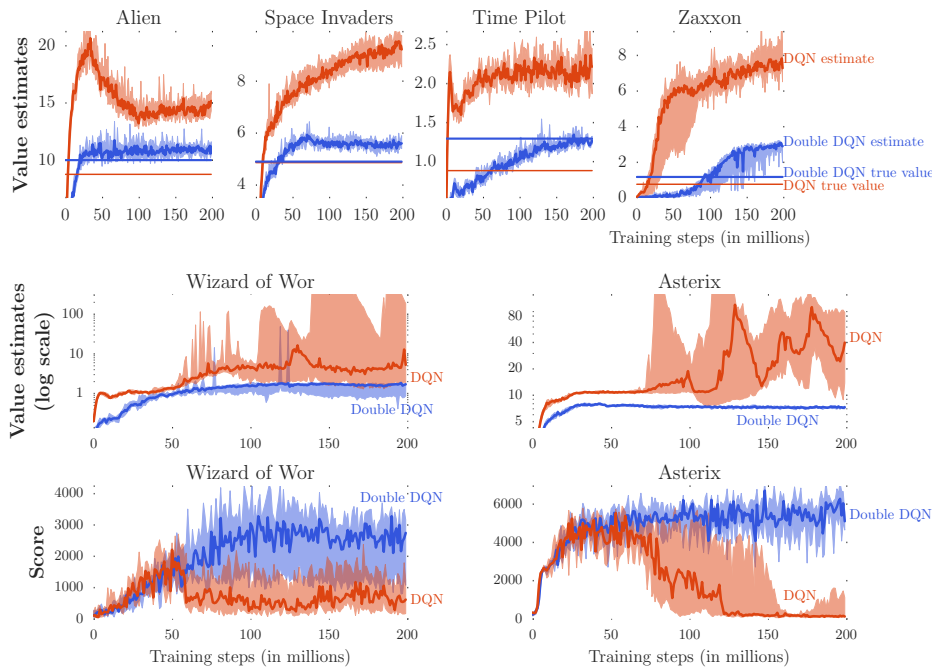 Alien
Space Invaders
Time Pilot
Zaxxon
Value estimates
20
15
10
0 50 100 150 200
8
6
4
0 50 100 150 200
2.5
2.0
1.5
1.0
0 50 100 150 200
8
6
4
2
0
0 50 100 150 200
DQN estimate
Double DQN estimate
Double DQN true value
DQN true value
Training steps (in millions)
Wizard of Wor
Asterix
Value estimates
(log scale)
100
10
1
0 50 100 150 200
DQN
Double DQN
80
40
20
10
5
0 50 100 150 200
DQN
Double DQN
Wizard of Wor
Asterix
Score
4000
3000
2000
1000
0
0 50 100 150 200
Double DQN
DQN
Training steps (in millions)
6000
4000
2000
0
0 50 100 150 200
Double DQN
DQN
Training steps (in millions)